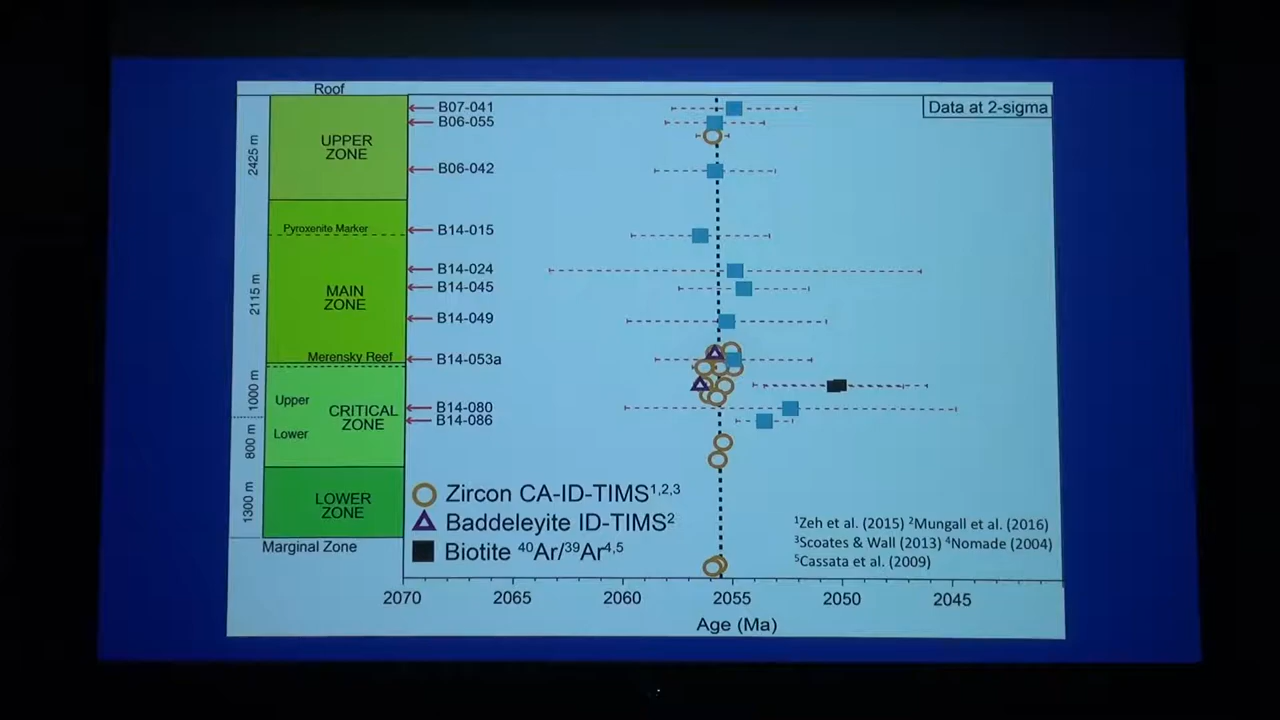 Roof
Data at 2-sigma
B07-041
B06-055
UPPER
ZONE
2425 m
B06-042
Pyroxenite Marker
B14-015
B14-024
MAIN
ZONE
2115 m
B14-045
B14-049
Merensky Reef
B14-053a
Upper
1000 m
CRITICAL
ZONE
B14-080
B14-086
Lower
800 m
LOWER
ZONE
1300 m
Marginal Zone
Zircon CA-ID-TIMS1,2,3
Baddeleyite ID-TIMS2
Biotite 40Ar/39Ar4,5
1Zeh et al. (2015) 2Mungall et al. (2016)
3Scoates & Wall (2013) 4Nomade (2004)
5Cassata et al. (2009)
2070 2065 2060 2055 2050 2045
Age (Ma)